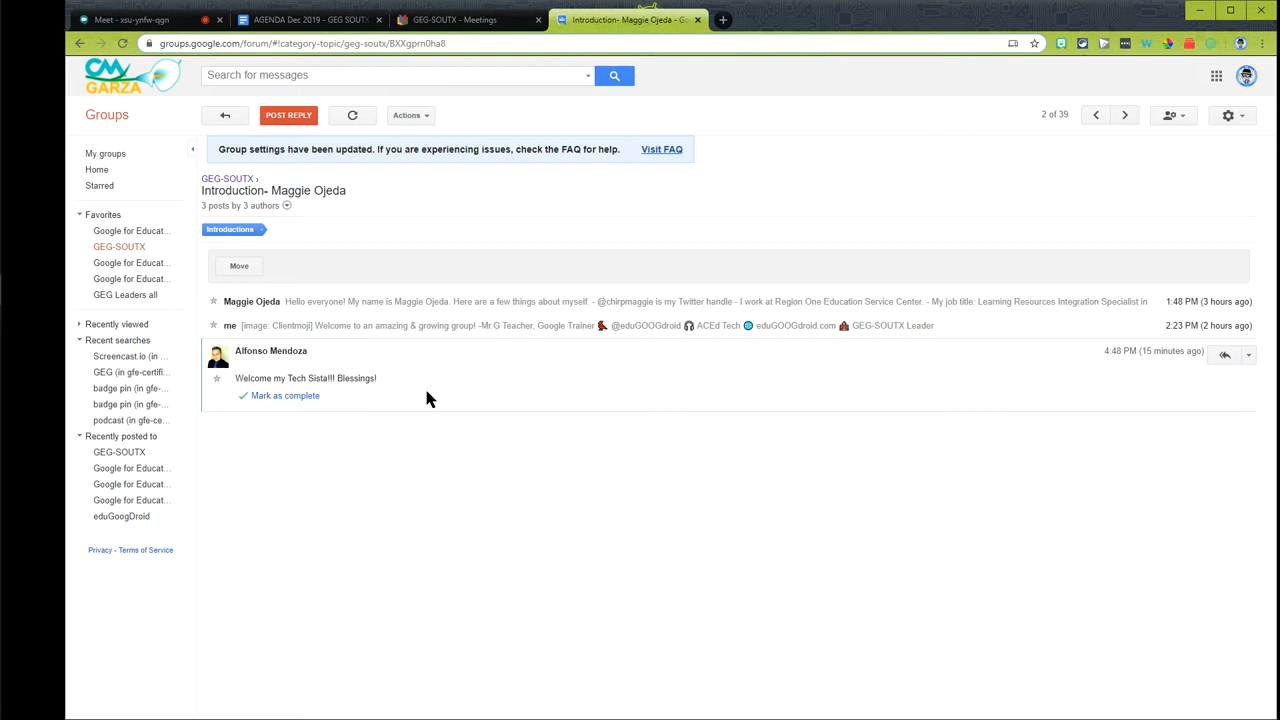 Meet - xsu-ynfw-qgn
AGENDA Dec 2019 - GEG SOUTX
GEG-SOUTX - Meetings
Introduction- Maggie Ojeda - Go
groups.google.com/forum/#!category-topic/geg-soutx/BXXgprn0ha8
CMY
GARZA
Search for messages
Groups
POST REPLY
Actions
2 of 39
My groups
Home
Starred
Favorites
Google for Educat...
GEG-SOUTX
Google for Educat...
Google for Educat...
GEG Leaders all
Recently viewed
Recent searches
Screencast.io (in ...
GEG (in gfe-certifi...
badge pin (in gfe-...
badge pin (in gfe-...
podcast (in gfe-ce...
Recently posted to
GEG-SOUTX
Google for Educat...
Google for Educat...
Google for Educat...
eduGoogDroid
Privacy - Terms of Service
Group settings have been updated. If you are experiencing issues, check the FAQ for help. Visit FAQ
GEG-SOUTX ›
Introduction- Maggie Ojeda
3 posts by 3 authors
Introductions
Move
Maggie Ojeda Hello everyone! My name is Maggie Ojeda. Here are a few things about myself. - @chirpmaggie is my Twitter handle - I work at Region One Education Service Center. - My job title: Learning Resources Integration Specialist in 1:48 PM (3 hours ago)
me [image: Clientmoji] Welcome to an amazing & growing group! -Mr.G Teacher, Google Trainer @eduGOOGdroid ACEd Tech eduGOOGdroid.com GEG-SOUTX Leader 2:23 PM (2 hours ago)
Alfonso Mendoza 4:48 PM (15 minutes ago)
Welcome my Tech Sista!!! Blessings!
Mark as complete